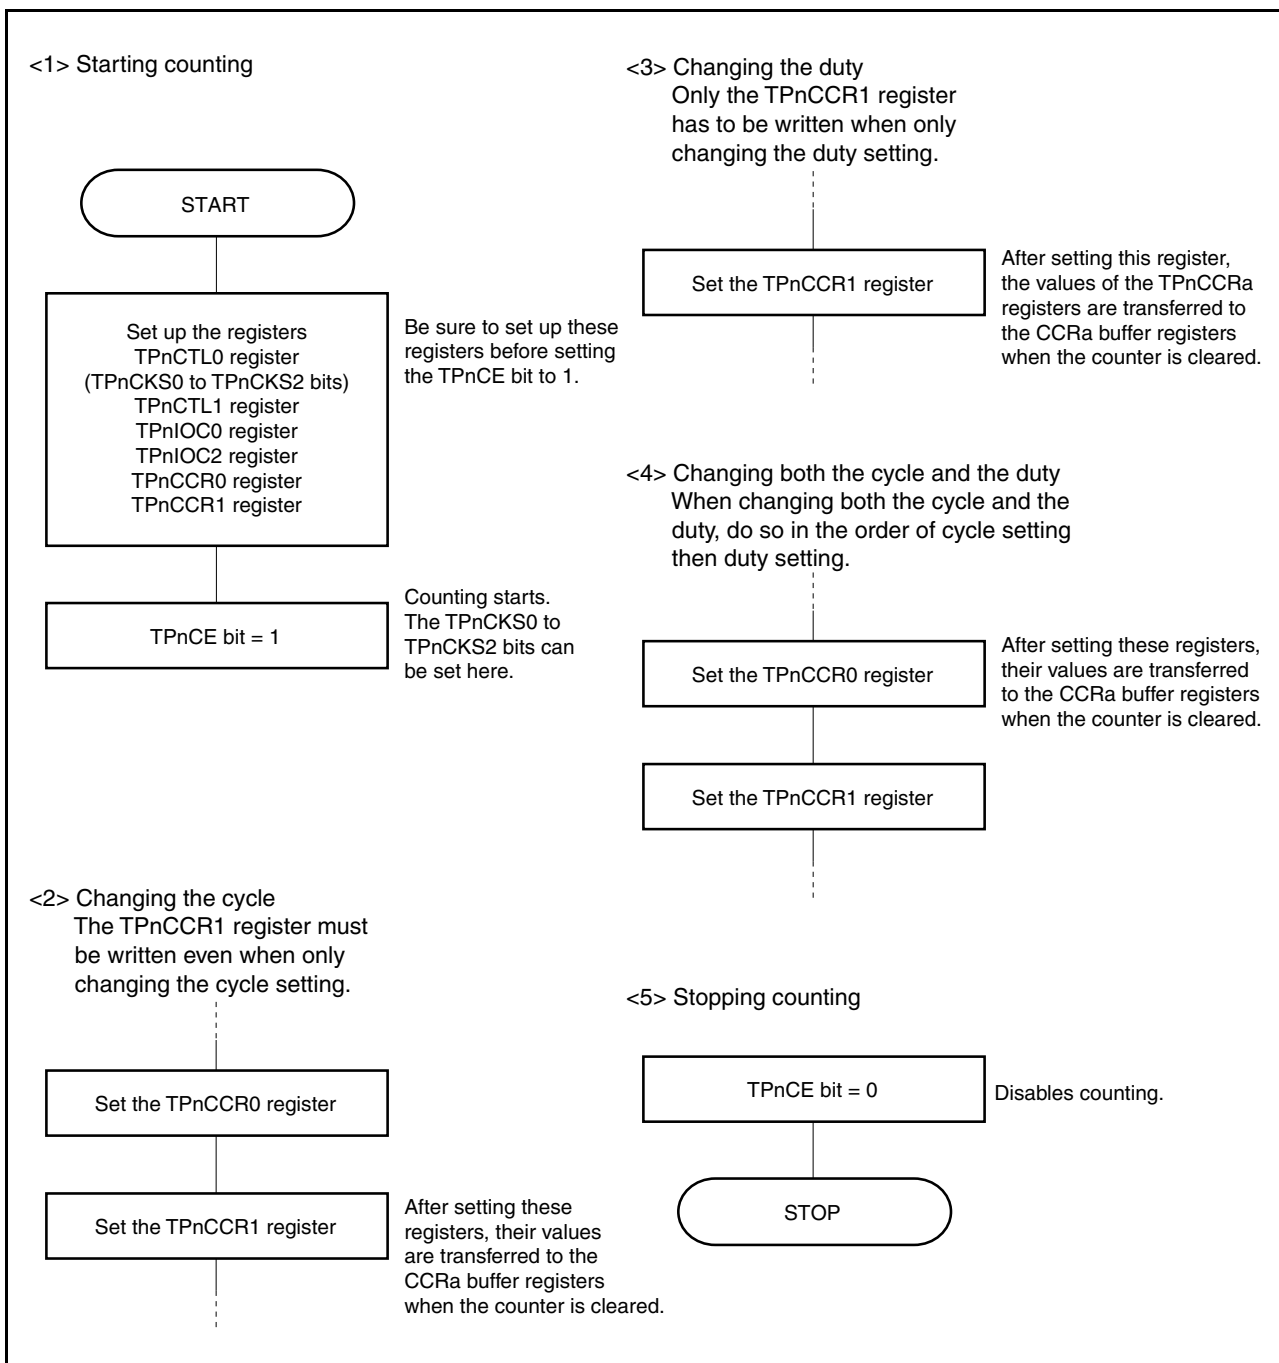 <1> Starting counting
START
Set up the registers
TPnCTL0 register
(TPnCKS0 to TPnCKS2 bits)
TPnCTL1 register
TPnIOC0 register
TPnIOC2 register
TPnCCR0 register
TPnCCR1 register
Be sure to set up these
registers before setting
the TPnCE bit to 1.
TPnCE bit = 1
Counting starts.
The TPnCKS0 to
TPnCKS2 bits can
be set here.
<2> Changing the cycle
The TPnCCR1 register must
be written even when only
changing the cycle setting.
Set the TPnCCR0 register
Set the TPnCCR1 register
After setting these
registers, their values
are transferred to the
CCRa buffer registers
when the counter is cleared.
<3> Changing the duty
Only the TPnCCR1 register
has to be written when only
changing the duty setting.
Set the TPnCCR1 register
After setting this register,
the values of the TPnCCRa
registers are transferred to
the CCRa buffer registers
when the counter is cleared.
<4> Changing both the cycle and the duty
When changing both the cycle and the
duty, do so in the order of cycle setting
then duty setting.
Set the TPnCCR0 register
After setting these registers,
their values are transferred
to the CCRa buffer registers
when the counter is cleared.
Set the TPnCCR1 register
<5> Stopping counting
TPnCE bit = 0
Disables counting.
STOP